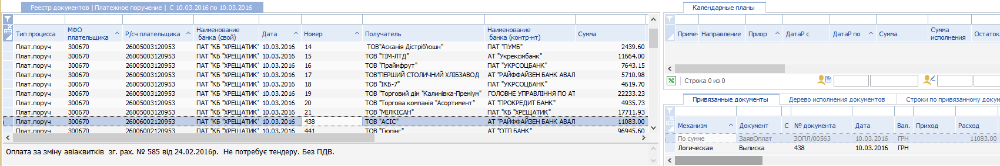 Реестр документов | Платежное поручение | С 10.03.2016 по 10.03.2016
Тип процесса МФО плательщика Р/сч плательщика Наименование банка (свой) Дата Номер Получатель Наименование банка (контр-нт) Сумма
Плат.поруч 300670 26005003120953 ПАТ "КБ "ХРЕЩАТИК" 10.03.2016 14 ТОВ"Асканія Дістріб'юшн" ПАТ "ПУМБ" 2439.60
Плат.поруч 300670 26005003120953 ПАТ "КБ "ХРЕЩАТИК" 10.03.2016 15 ТОВ "ТІМ-ЛТД" АТ "Укрексімбанк" 11664.00
Плат.поруч 300670 26005003120953 ПАТ "КБ "ХРЕЩАТИК" 10.03.2016 16 ТОВ "Праймфрут" ПАТ "УКРСОЦБАНК" 7643.15
Плат.поруч 300670 26005003120953 ПАТ "КБ "ХРЕЩАТИК" 10.03.2016 17 ТОВ"ПЕРШИЙ СТОЛИЧНИЙ ХЛІБЗАВОД АТ "РАЙФФАЙЗЕН БАНК АВАЛ 5710.98
Плат.поруч 300670 26005003120953 ПАТ "КБ "ХРЕЩАТИК" 10.03.2016 18 ТОВ "ІКБ-7" ПАТ "УКРСОЦБАНК" 4619.70
Плат.поруч 300670 26005003120953 ПАТ "КБ "ХРЕЩАТИК" 10.03.2016 19 ТОВ "Торговий дім "Калинівка-Преміум" ГОЛОВНЕ УПРАВЛІННЯ ПО АТ 22233.23
Плат.поруч 300670 26005003120953 ПАТ "КБ "ХРЕЩАТИК" 10.03.2016 20 ТОВ "Торгова компанія "Асортимент" АТ "ПРОКРЕДИТ БАНК" 4935.73
Плат.поруч 300670 26005003120953 ПАТ "КБ "ХРЕЩАТИК" 10.03.2016 21 ТОВ "МІЛКІСАН" ПАТ "КБ "ХРЕЩАТИК" 17711.93
Плат.поруч 300670 26006002120953 ПАТ "КБ "ХРЕЩАТИК" 10.03.2016 438 ТОВ "АСІС" АТ "РАЙФФАЙЗЕН БАНК АВАЛ 11083.00
Плат.поруч 300670 26006002120953 ПАТ "КБ "ХРЕЩАТИК" 10.03.2016 441 ТОВ "Гюрінг" АТ "ОТП БАНК" 96945.60
Оплата за зміну авіаквитків зг. рах. № 585 від 24.02.2016р. Не потребує тендеру. Без ПДВ.
Календарные планы
Примеч Направление Приор ДатаР с ДатаР по Сумма Сумма исполнения Остаток
Строка 0 из 0
Привязанные документы Дерево исполнения документов Строки по привязанному докум
Механизм Документ С № документа Дата Вал. Приход Расход
По сумме ЗаявОплат ЗОПЛ/00563 10.03.2016 ГРН 11083.00
Логическая Выписка 438 10.03.2016 ГРН